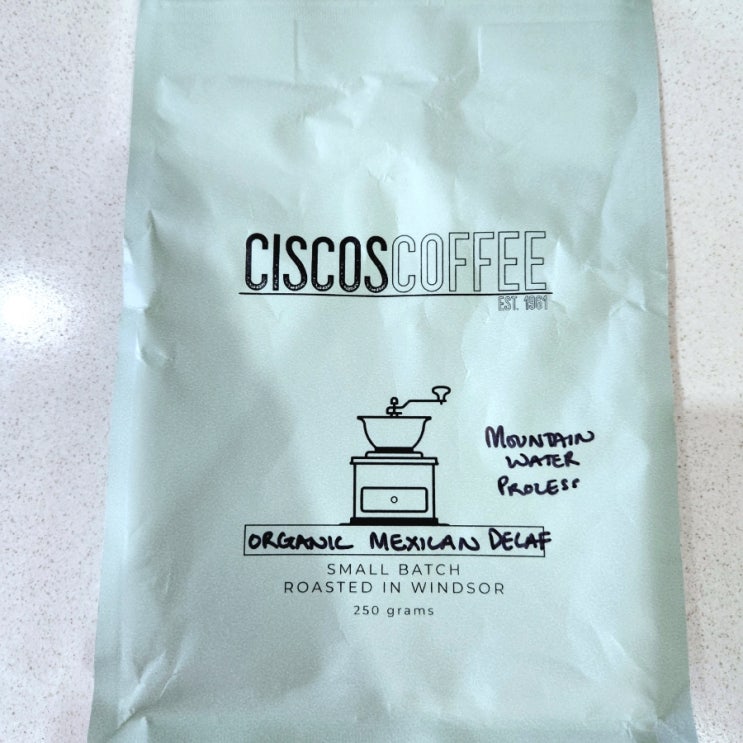 CISCOSCOFFEE
EST. 1961
MOUNTAIN
WATER
PROCESS
ORGANIC MEXICAN DECAF
SMALL BATCH
ROASTED IN WINDSOR
250 grams